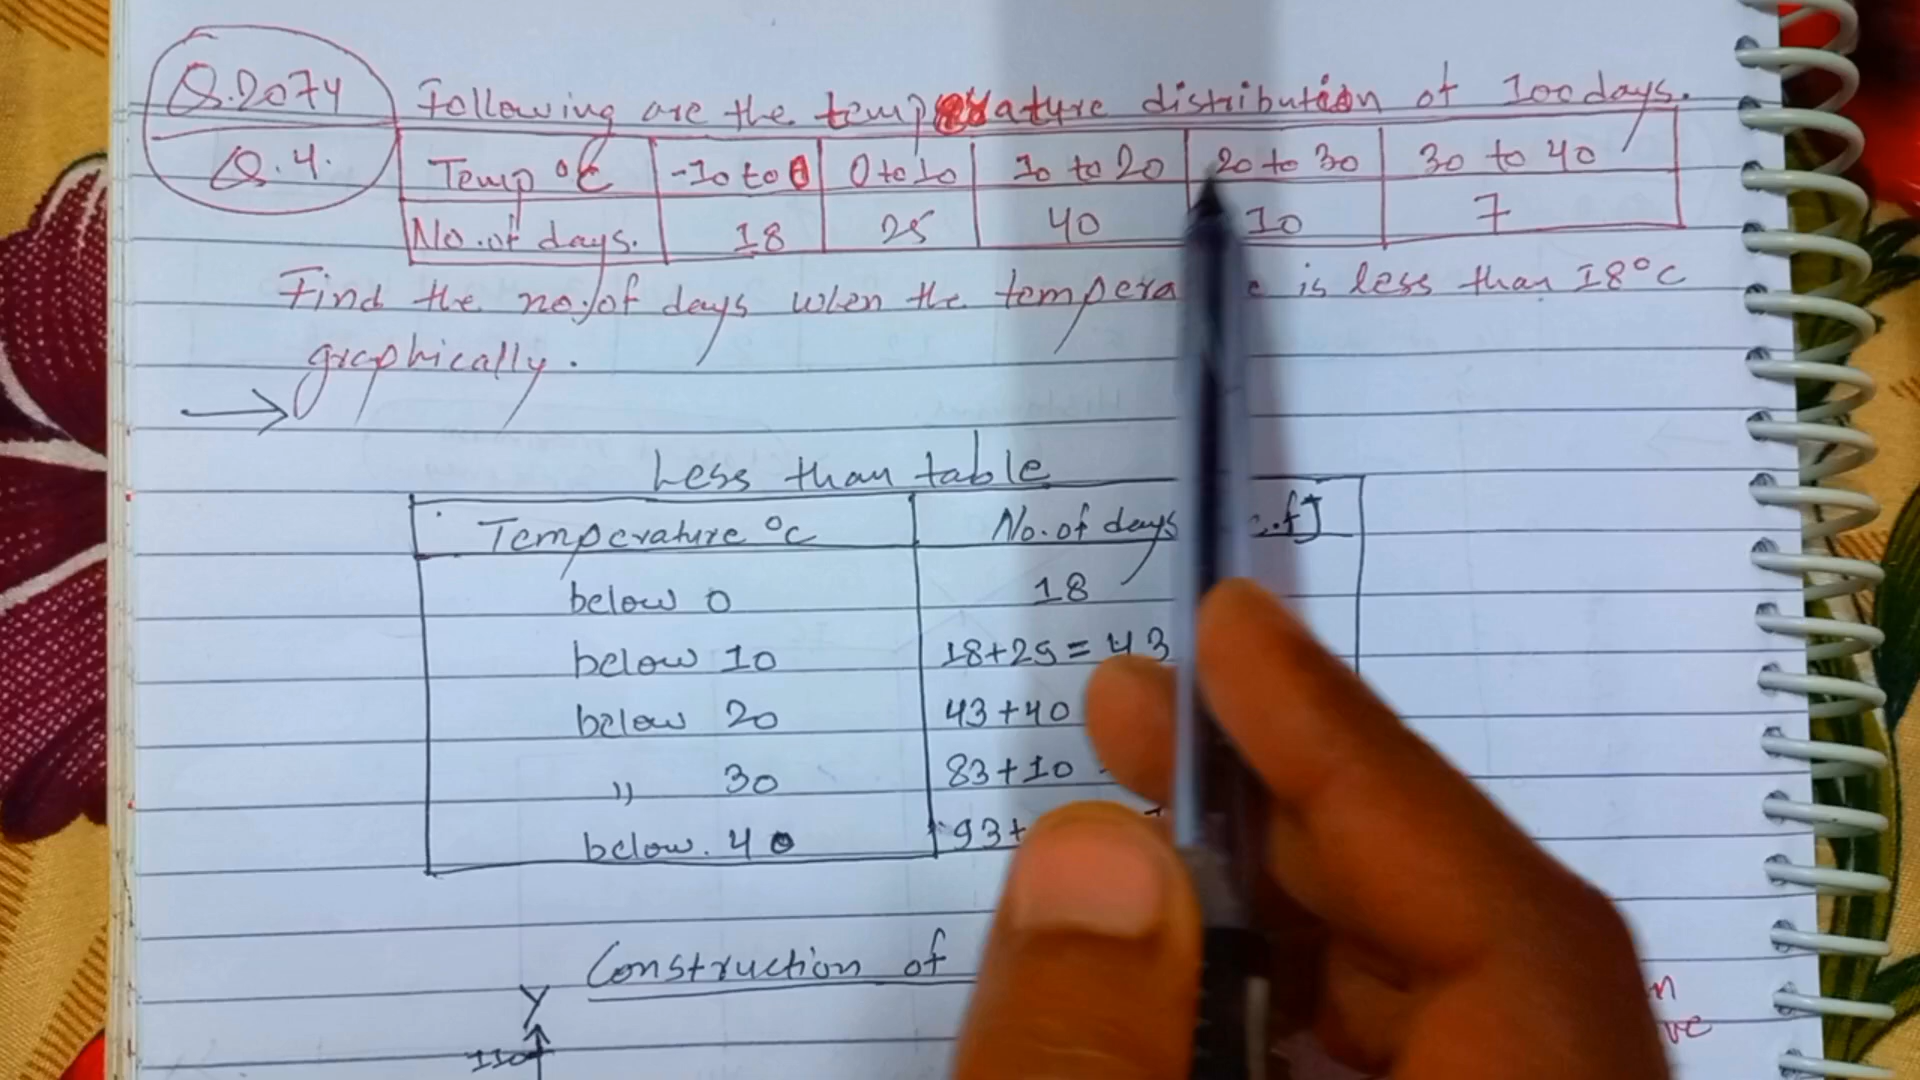 Q.2074
Q.4.
Following are the temperature distribution of 100 days.
Temp °C -10 to 0 0 to 10 10 to 20 20 to 30 30 to 40
No. of days. 18 25 40 10 7
Find the no. of days when the is less than 18°C
graphically.
Less than table
Temperature °C No. of days c.f]
below 0 18
below 10 18+25 = 43
below 20 43+40
" 30 83+10
below. 40 93+
Construction of
Y
110